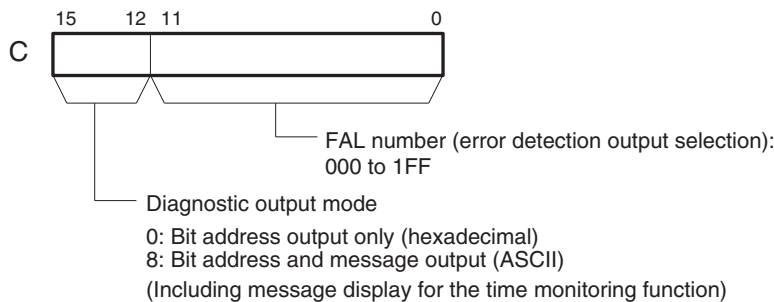 15 12 11 0
C
FAL number (error detection output selection):
000 to 1FF
Diagnostic output mode
0: Bit address output only (hexadecimal)
8: Bit address and message output (ASCII)
(Including message display for the time monitoring function)